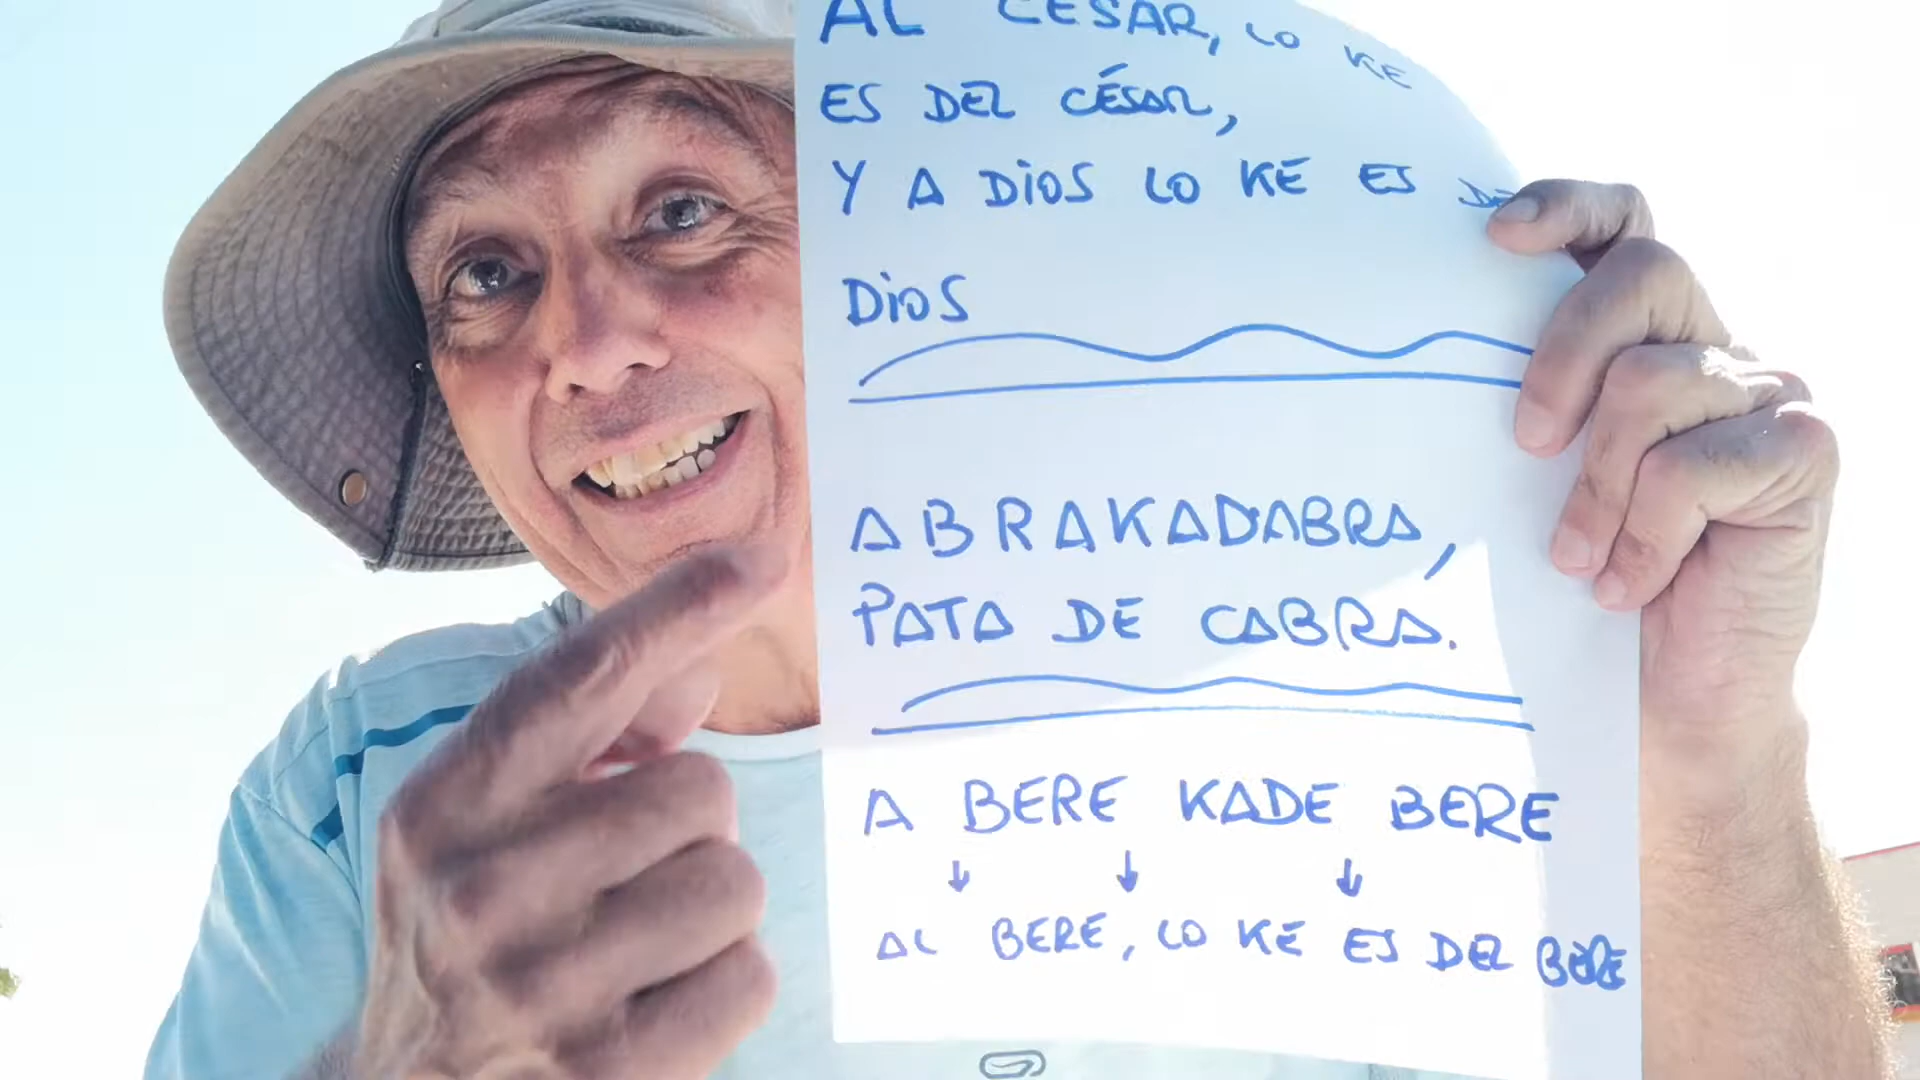 AL CESAR, LO KE
ES DEL CÉSAR,
Y A DIOS LO KE ES DE
DIOS
ABRAKADABRA,
PATA DE CABRA.
A BERE KADE BERE
AL BERE, LO KE ES DEL BERE